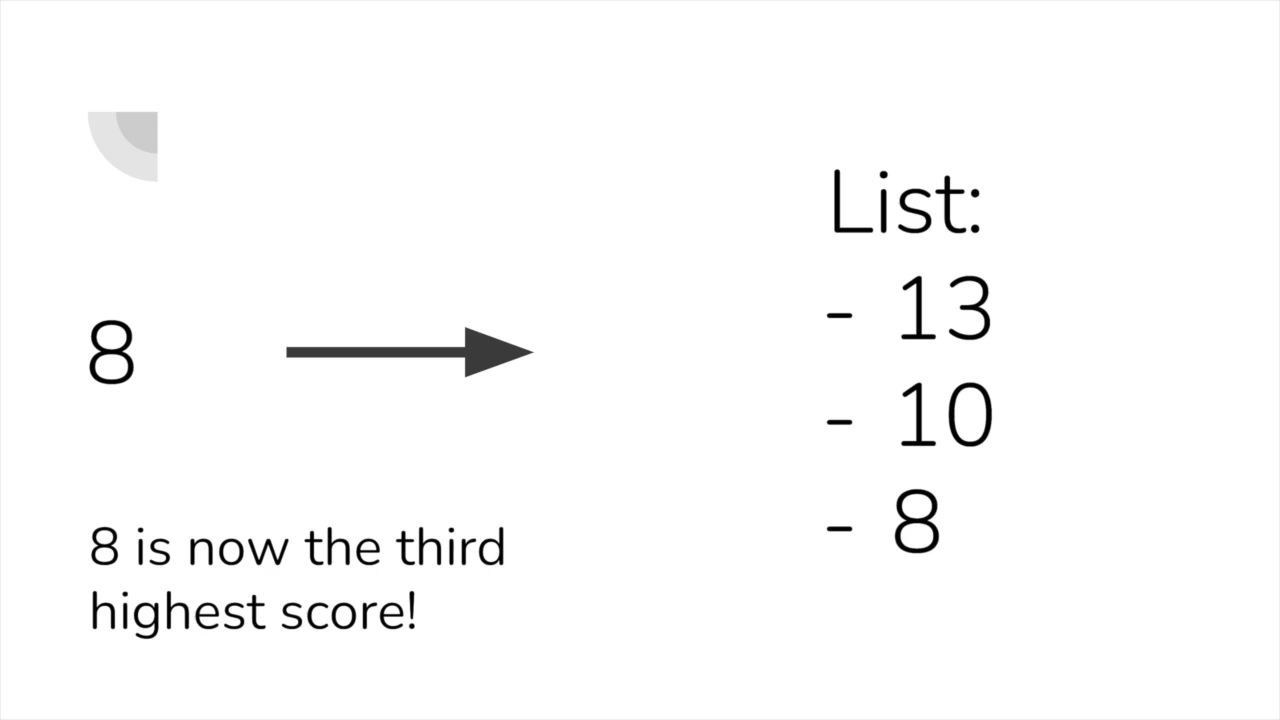 8
8 is now the third
highest score!
List:
- 13
- 10
- 8